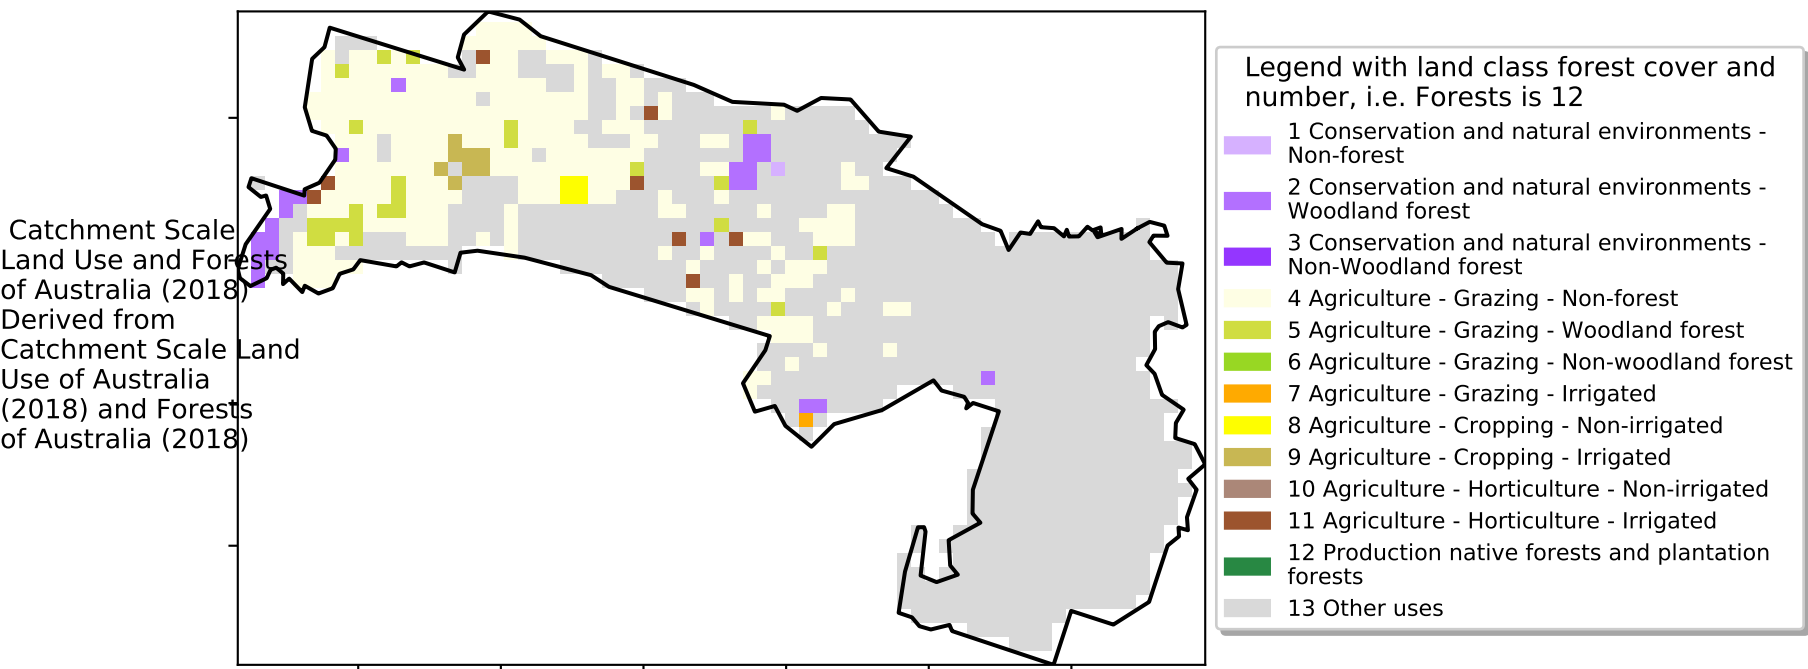 Catchment Scale
Land Use and Forests
of Australia (2018)
Derived from
Catchment Scale Land
Use of Australia
(2018) and Forests
of Australia (2018)
Legend with land class forest cover and
number, i.e. Forests is 12
1 Conservation and natural environments -
Non-forest
2 Conservation and natural environments -
Woodland forest
3 Conservation and natural environments -
Non-Woodland forest
4 Agriculture - Grazing - Non-forest
5 Agriculture - Grazing - Woodland forest
6 Agriculture - Grazing - Non-woodland forest
7 Agriculture - Grazing - Irrigated
8 Agriculture - Cropping - Non-irrigated
9 Agriculture - Cropping - Irrigated
10 Agriculture - Horticulture - Non-irrigated
11 Agriculture - Horticulture - Irrigated
12 Production native forests and plantation
forests
13 Other uses